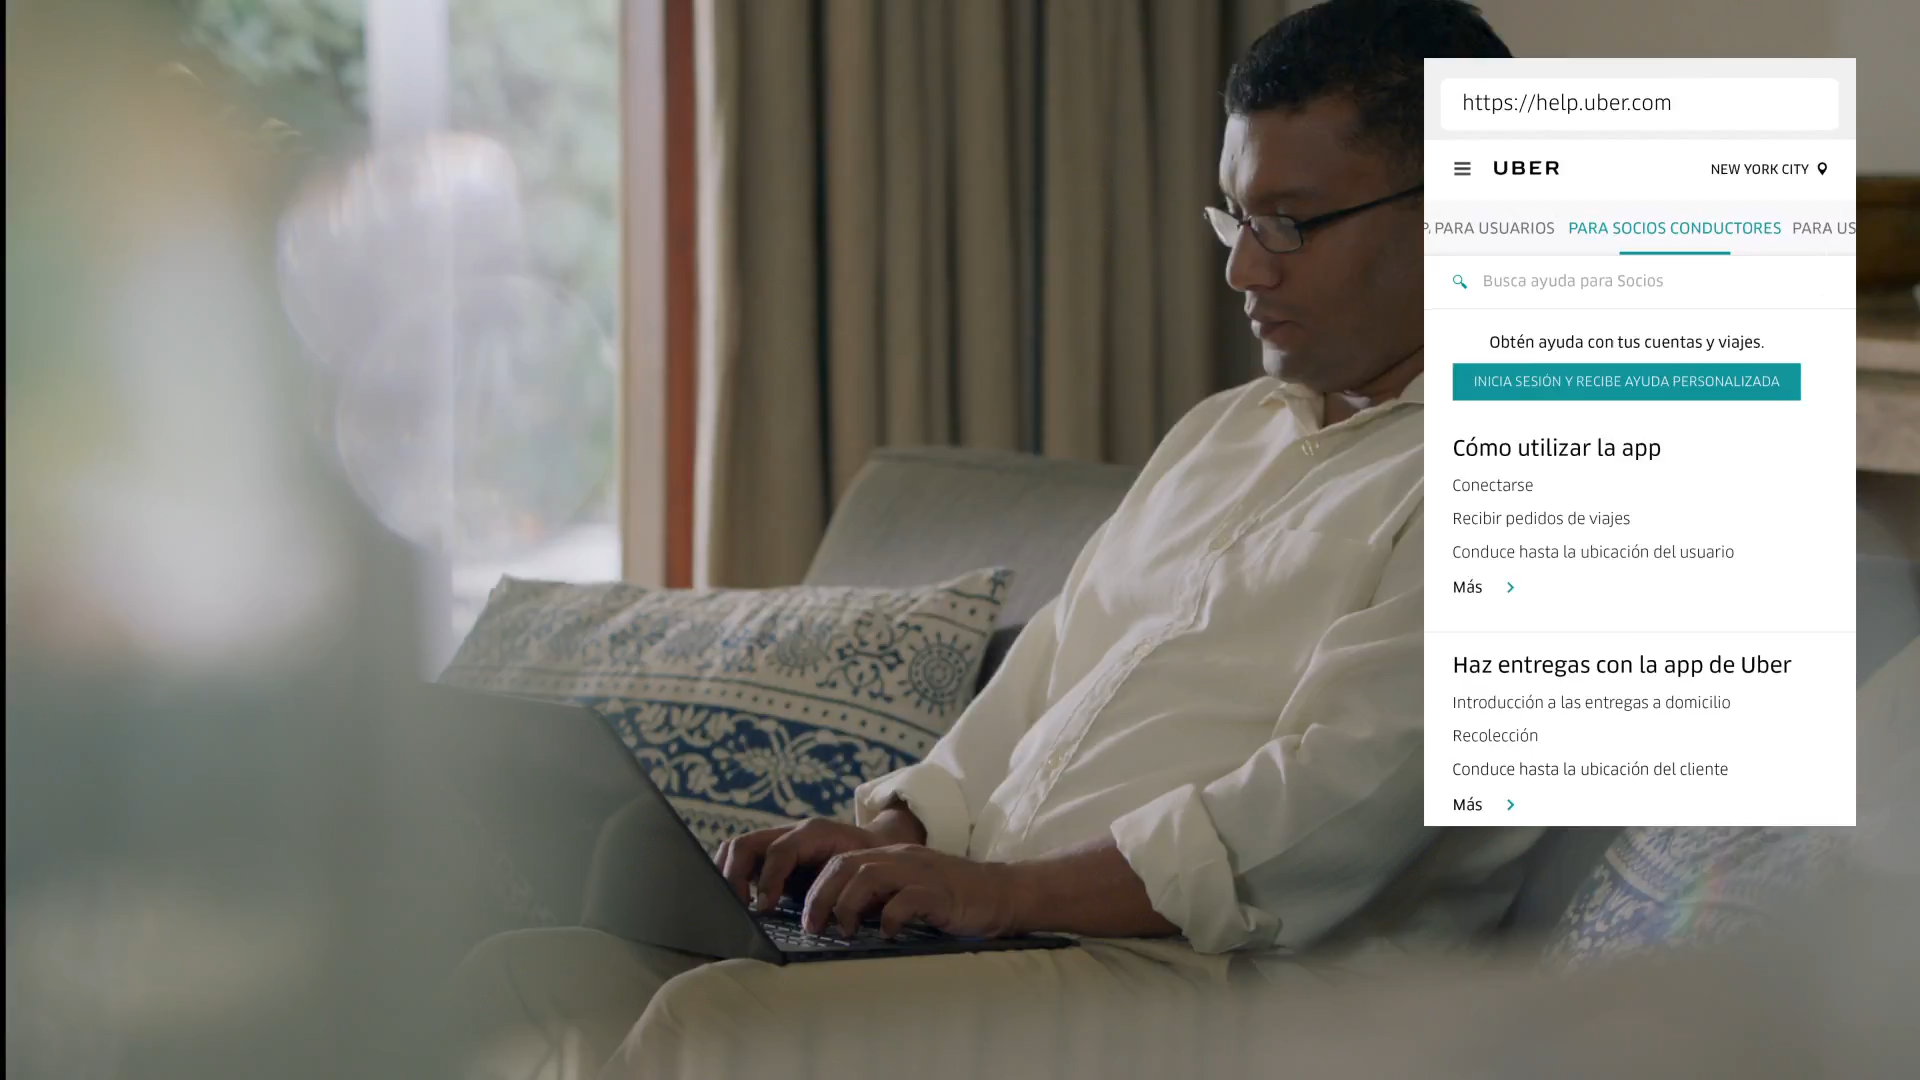 https://help.uber.com
UBER
NEW YORK CITY
PARA USUARIOS PARA SOCIOS CONDUCTORES PARA US
Busca ayuda para Socios
Obtén ayuda con tus cuentas y viajes.
INICIA SESIÓN Y RECIBE AYUDA PERSONALIZADA
Cómo utilizar la app
Conectarse
Recibir pedidos de viajes
Conduce hasta la ubicación del usuario
Más
Haz entregas con la app de Uber
Introducción a las entregas a domicilio
Recolección
Conduce hasta la ubicación del cliente
Más